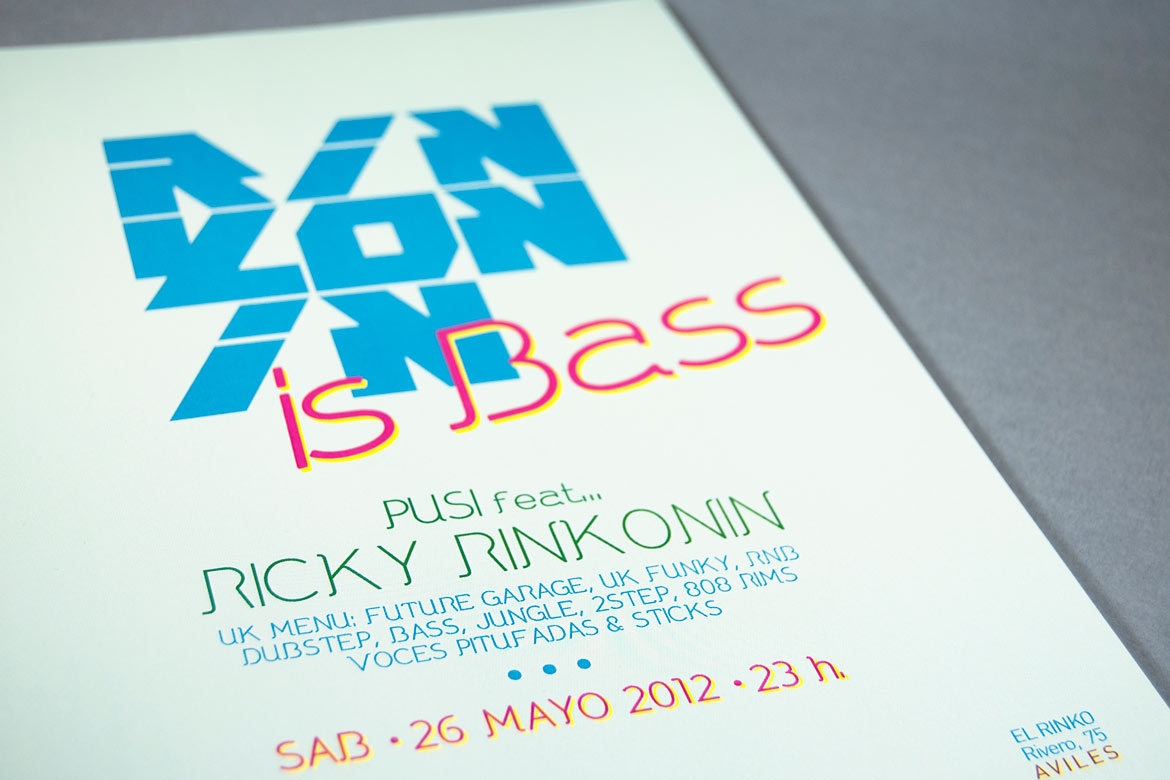 RIN
KON
IN
is Bass
PUSI feat...
RICKY RINKONIN
UK MENU: FUTURE GARAGE, UK FUNKY, RNB
DUBSTEP, BASS, JUNGLE, 2STEP, 808 RIMS
VOCES PITUFADAS & STICKS
SAB · 26 MAYO 2012 · 23 h.
EL RINKO
Rivero, 75
AVILES